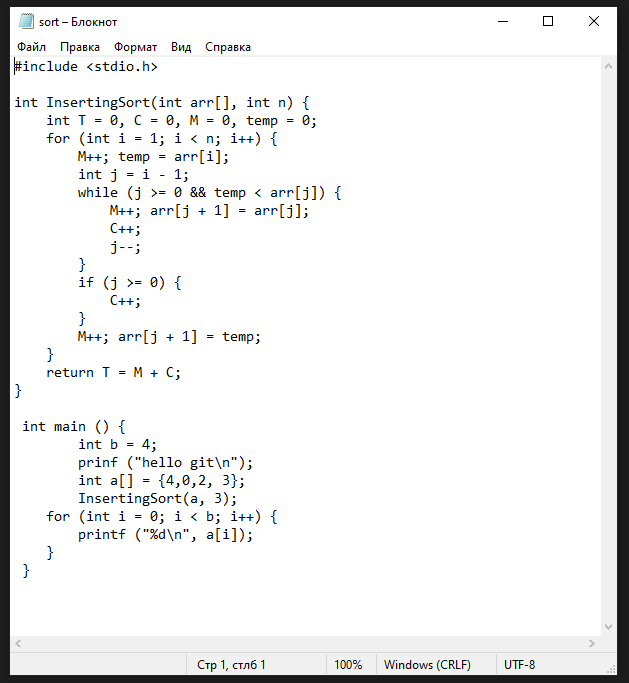 sort – Блокнот
Файл Правка Формат Вид Справка
#include <stdio.h>

int InsertingSort(int arr[], int n) {
    int T = 0, C = 0, M = 0, temp = 0;
    for (int i = 1; i < n; i++) {
        M++; temp = arr[i];
        int j = i - 1;
        while (j >= 0 && temp < arr[j]) {
            M++; arr[j + 1] = arr[j];
            C++;
            j--;
        }
        if (j >= 0) {
            C++;
        }
        M++; arr[j + 1] = temp;
    }
    return T = M + C;
}

 int main () {
        int b = 4;
        prinf ("hello git\n");
        int a[] = {4,0,2, 3};
        InsertingSort(a, 3);
    for (int i = 0; i < b; i++) {
        printf ("%d\n", a[i]);
    }
 }
Стр 1, стлб 1 100% Windows (CRLF) UTF-8